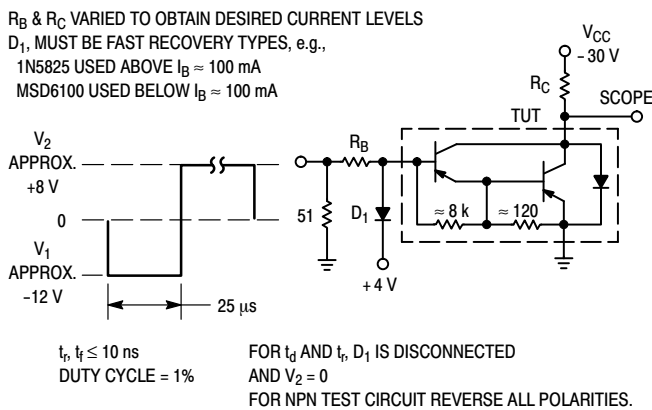 R_B & R_C VARIED TO OBTAIN DESIRED CURRENT LEVELS
D_1, MUST BE FAST RECOVERY TYPES, e.g.,
1N5825 USED ABOVE I_B ≈ 100 mA
MSD6100 USED BELOW I_B ≈ 100 mA
V_CC
− 30 V
R_C
SCOPE
TUT
V_2
APPROX.
+8 V
0
V_1
APPROX.
−12 V
25 μs
R_B
51
D_1
+ 4 V
≈ 8 k
≈ 120
t_r, t_f ≤ 10 ns
DUTY CYCLE = 1%
FOR t_d AND t_r, D_1 IS DISCONNECTED
AND V_2 = 0
FOR NPN TEST CIRCUIT REVERSE ALL POLARITIES.